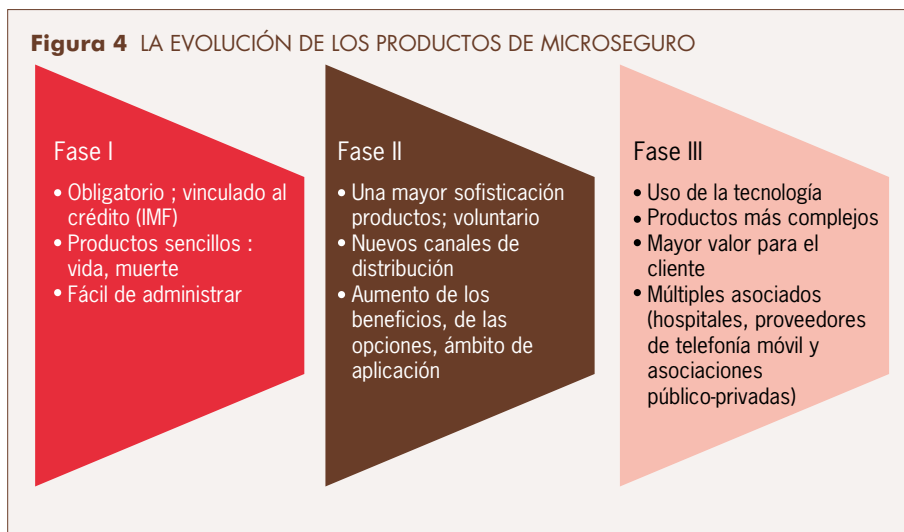 Figura 4 LA EVOLUCIÓN DE LOS PRODUCTOS DE MICROSEGURO
Fase I
• Obligatorio ; vinculado al
crédito (IMF)
• Productos sencillos :
vida, muerte
• Fácil de administrar
Fase II
• Una mayor sofisticación
productos; voluntario
• Nuevos canales de
distribución
• Aumento de los
beneficios, de las
opciones, ámbito de
aplicación
Fase III
• Uso de la tecnología
• Productos más complejos
• Mayor valor para el
cliente
• Múltiples asociados
(hospitales, proveedores
de telefonía móvil y
asociaciones
público-privadas)